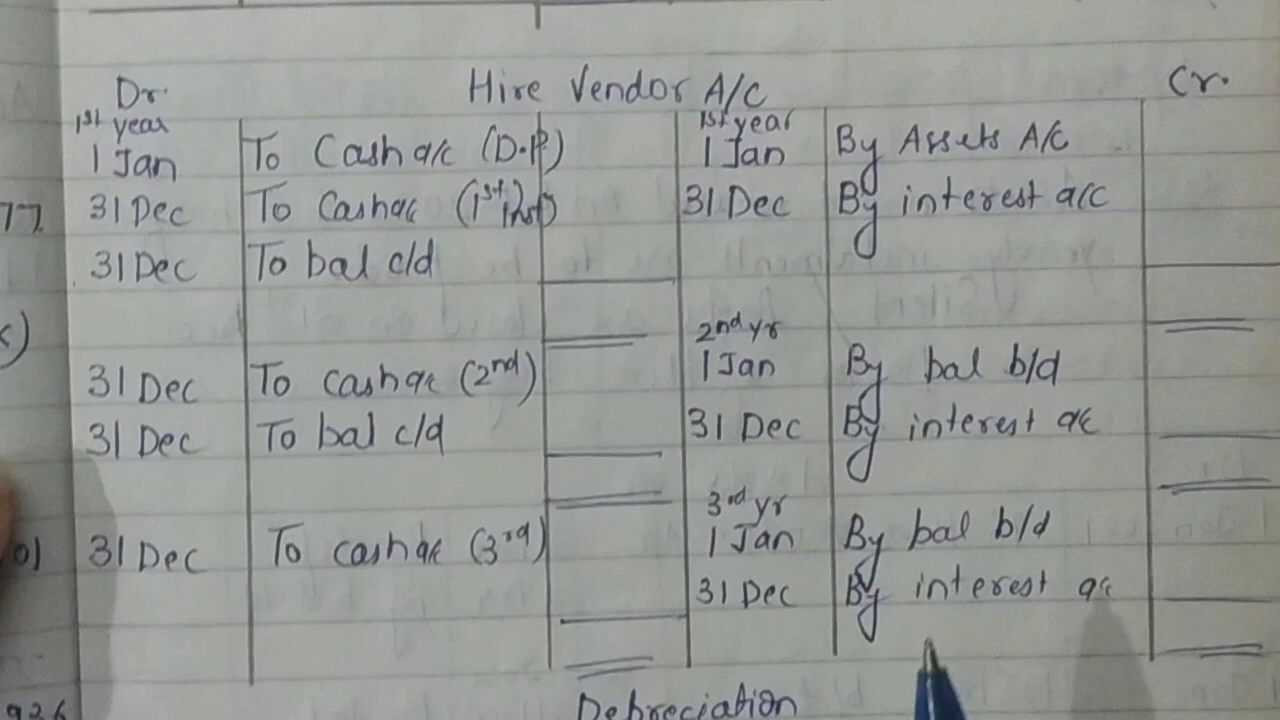 Dr. Hire Vendor A/C Cr.
1st year 1st year
1 Jan To Cash a/c (D.P) 1 Jan By Assets A/C
77 31 Dec To Cash a/c (1st Inst) 31 Dec By interest a/c
31 Dec To bal c/d
2nd yr
31 Dec To cash a/c (2nd) 1 Jan By bal b/d
31 Dec To bal c/d 31 Dec By interest a/c
3rd yr
31 Dec To cash a/c (3rd) 1 Jan By bal b/d
31 Dec By interest a/c
926 Depreciation